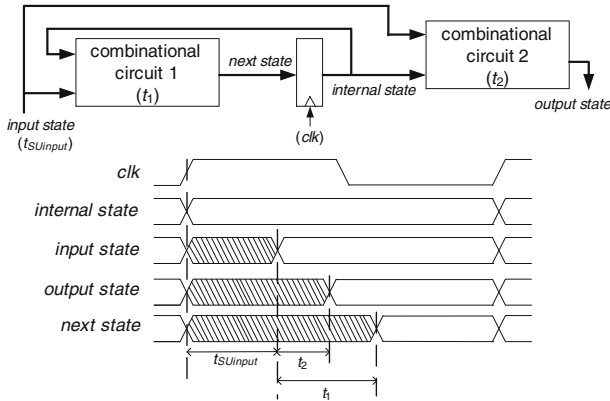 combinational
circuit 1
(t1)
next state
internal state
combinational
circuit 2
(t2)
input state
(tSUinput)
(clk)
output state
clk
internal state
input state
output state
next state
tSUinput
t2
t1